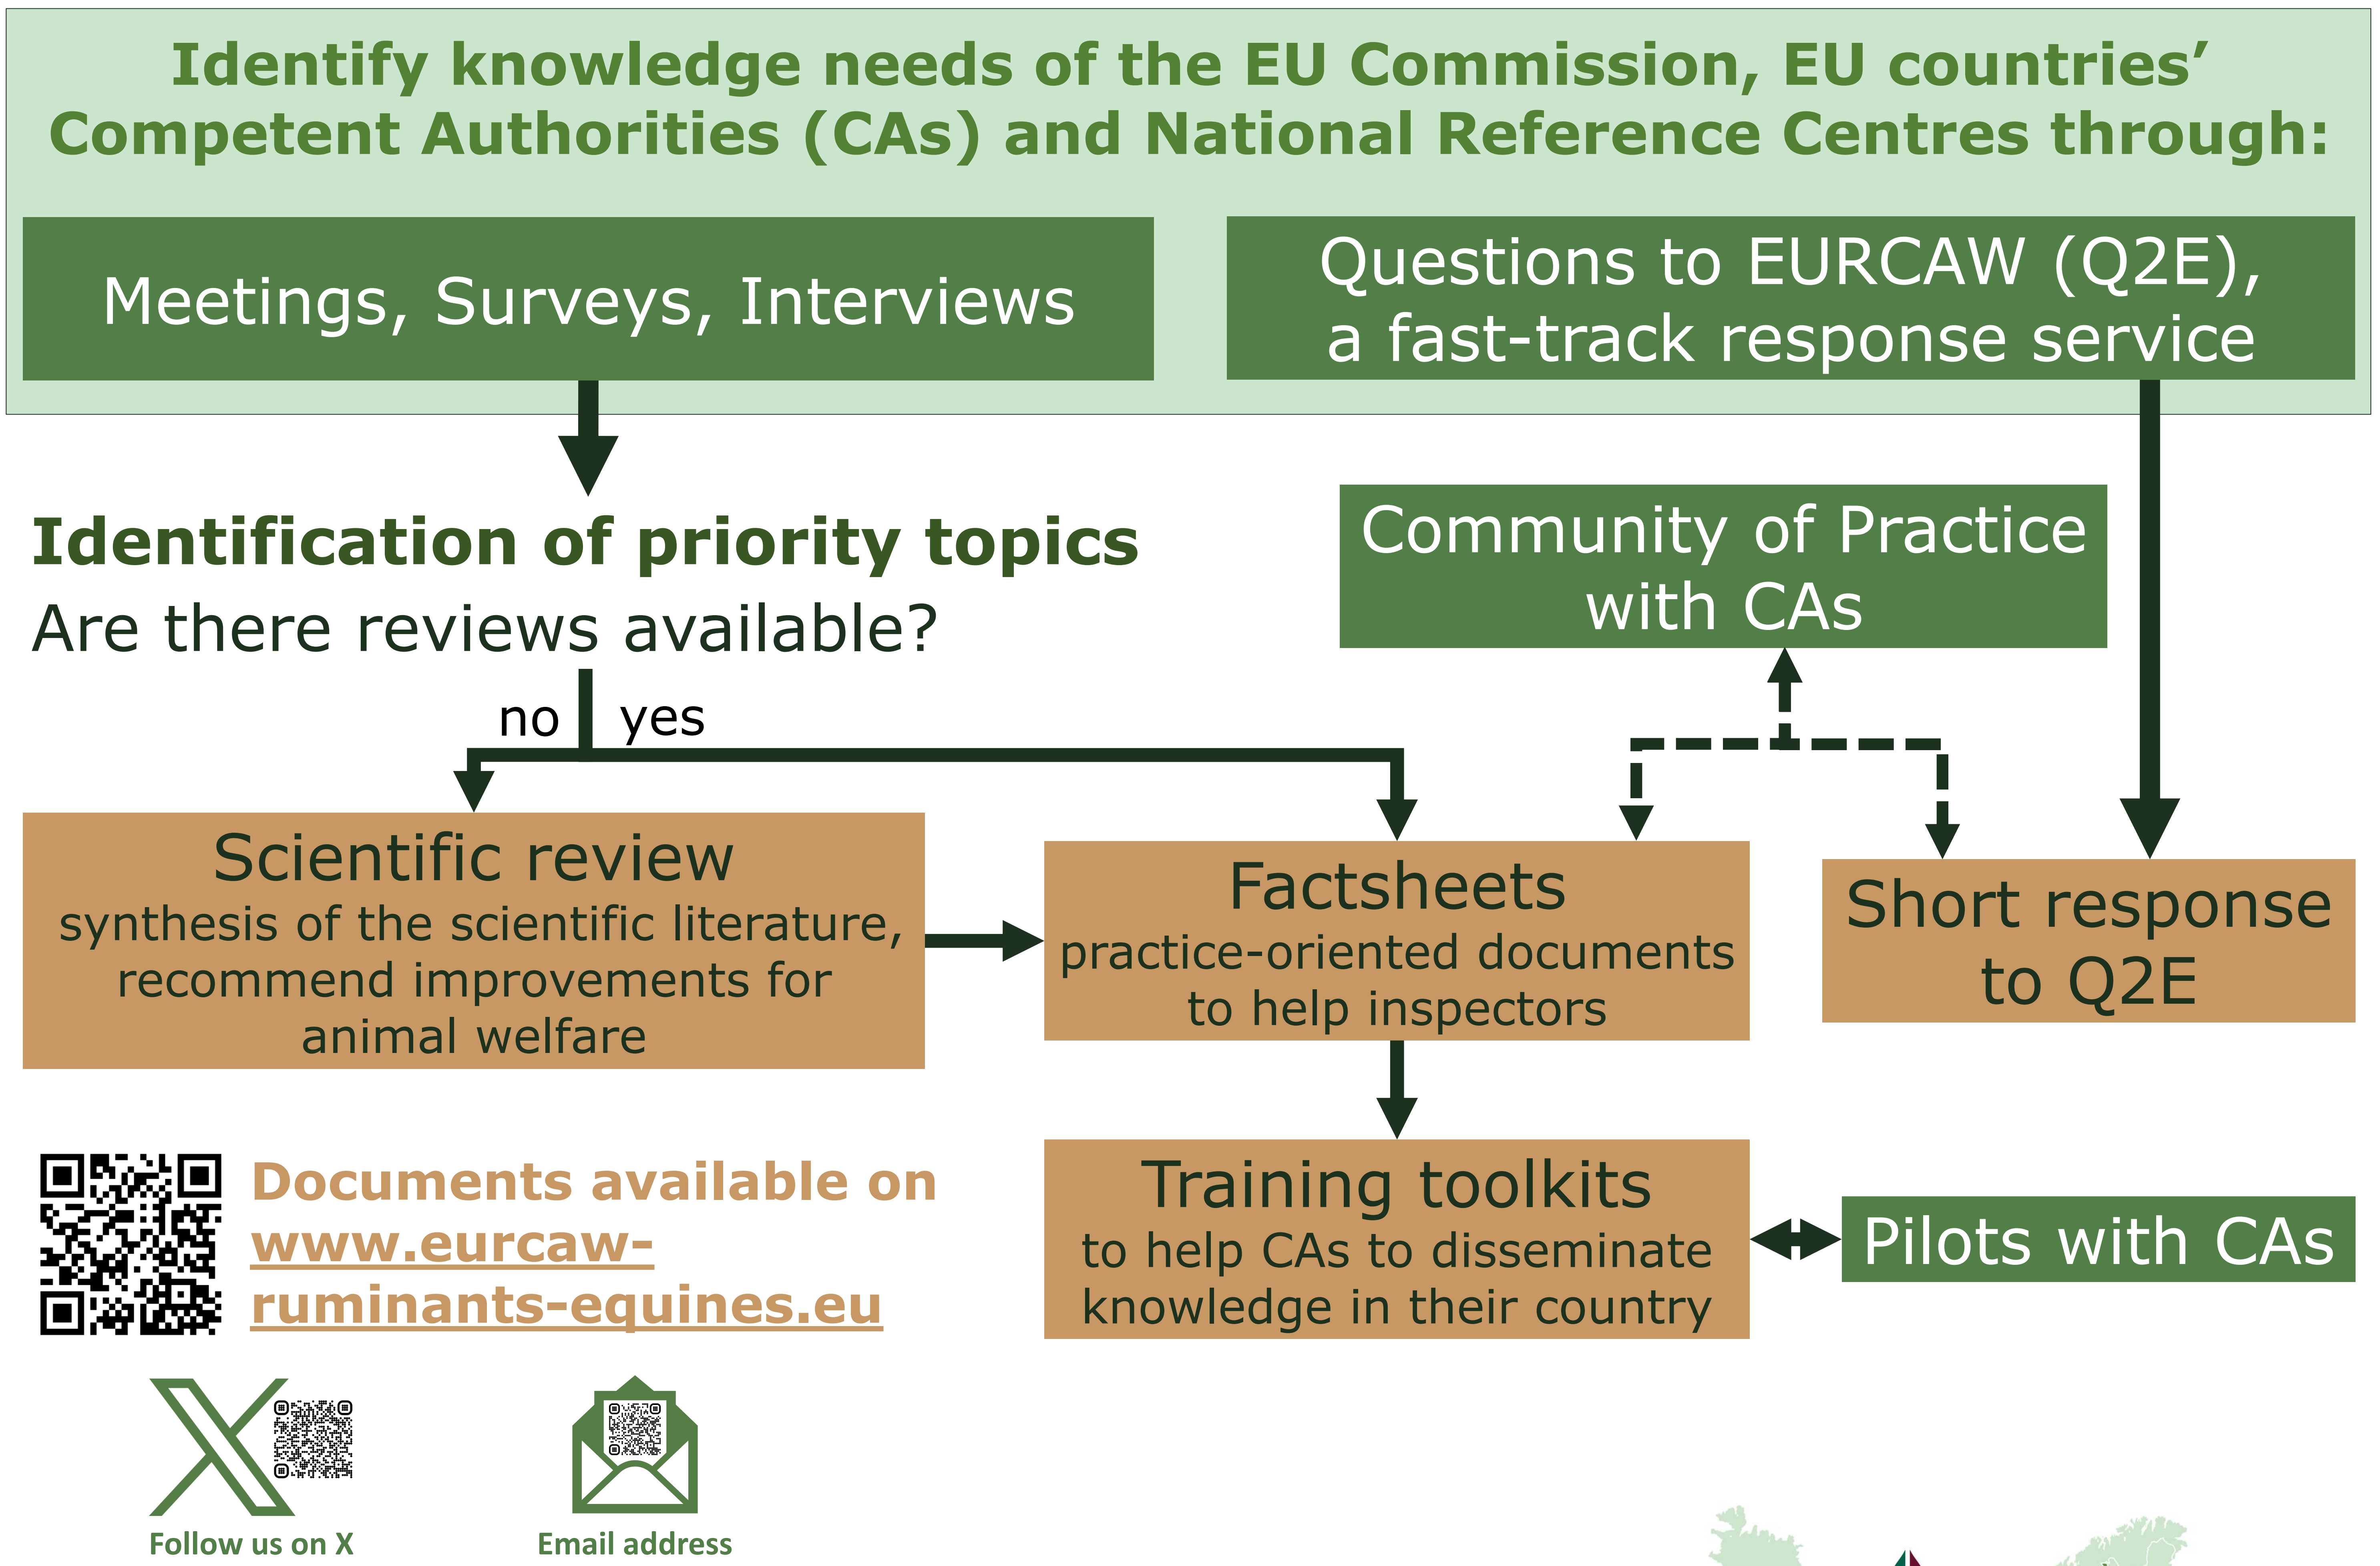 Identify knowledge needs of the EU Commission, EU countries’
Competent Authorities (CAs) and National Reference Centres through:
Meetings, Surveys, Interviews
Questions to EURCAW (Q2E),
a fast-track response service
Identification of priority topics
Are there reviews available?
no
yes
Community of Practice
with CAs
Scientific review
synthesis of the scientific literature,
recommend improvements for
animal welfare
Factsheets
practice-oriented documents
to help inspectors
Short response
to Q2E
Training toolkits
to help CAs to disseminate
knowledge in their country
Pilots with CAs
Documents available on
www.eurcaw-
ruminants-equines.eu
Follow us on X
Email address